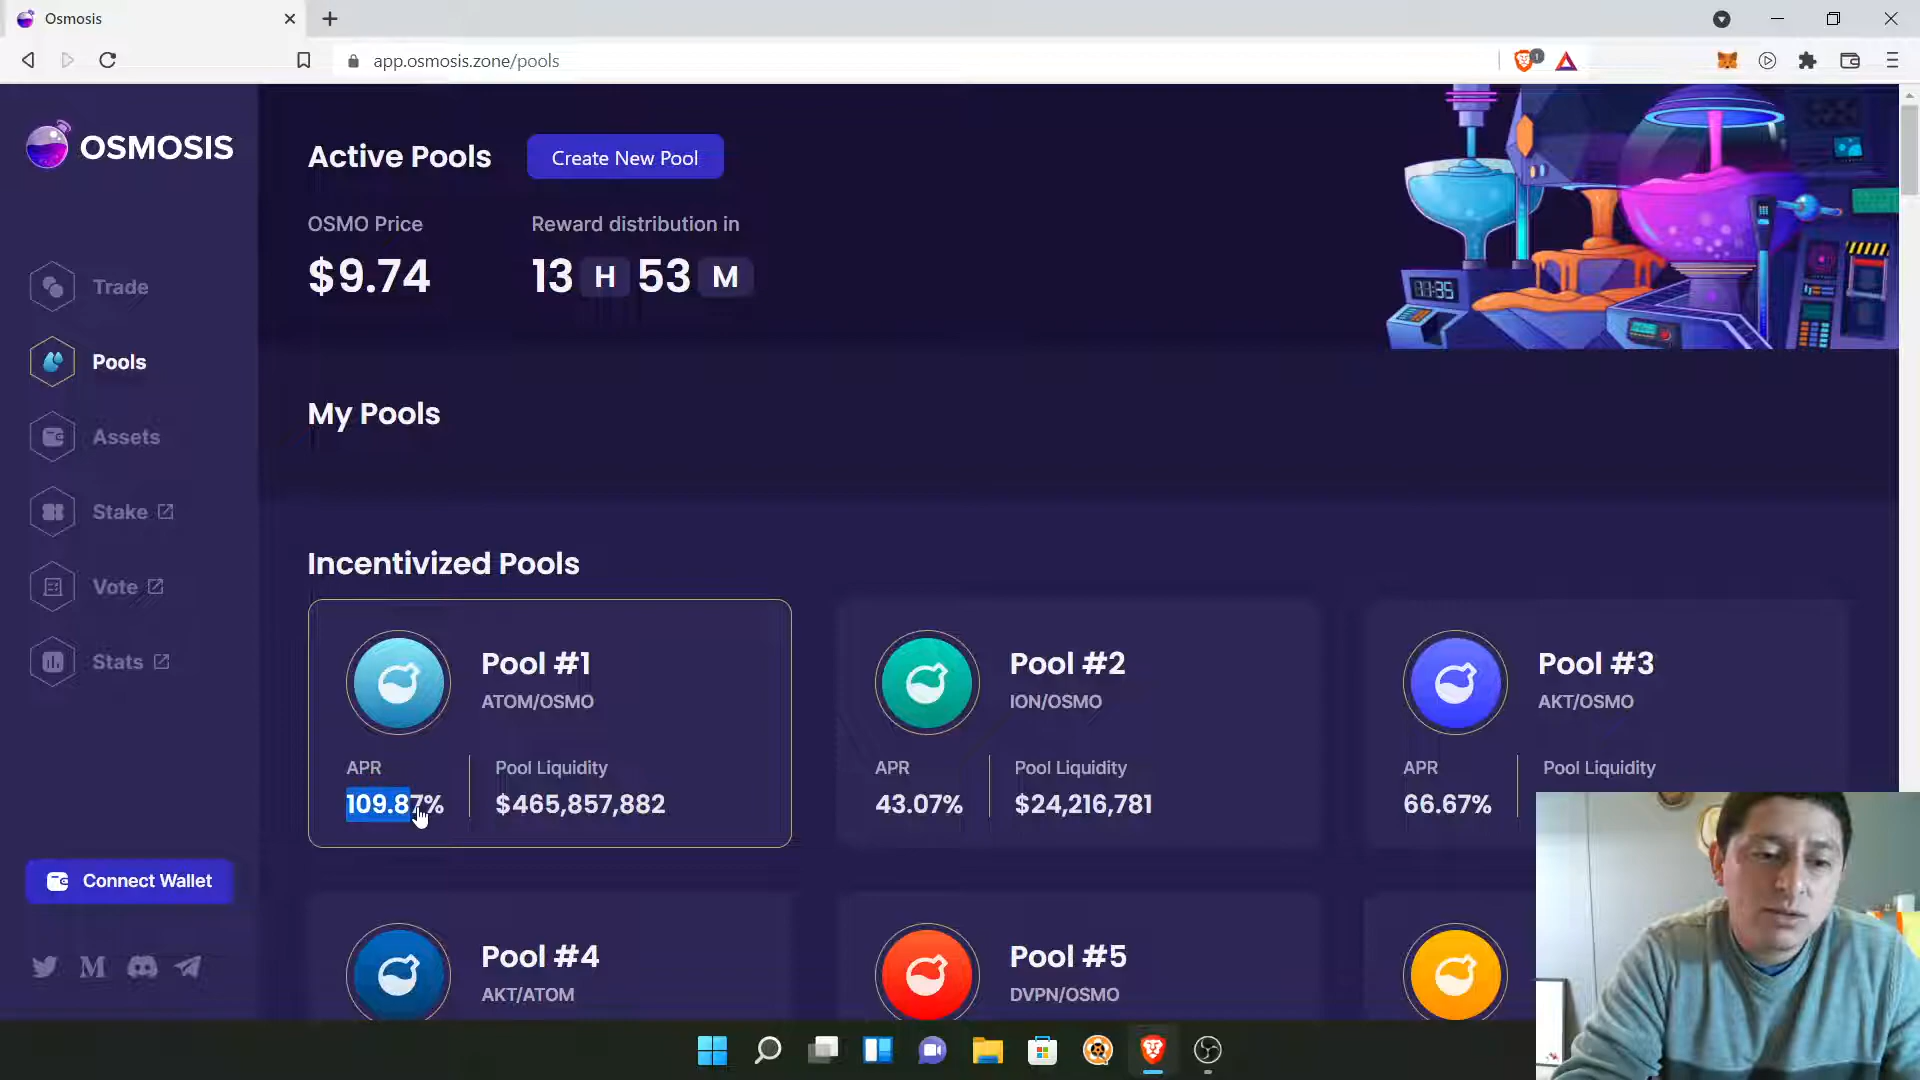 Osmosis
app.osmosis.zone/pools
1
OSMOSIS
Trade
Pools
Assets
Stake
Vote
Stats
Connect Wallet
Active Pools
Create New Pool
OSMO Price
$9.74
Reward distribution in
13 H 53 M
11:35
My Pools
Incentivized Pools
Pool #1
ATOM/OSMO
APR
109.87%
Pool Liquidity
$465,857,882
Pool #2
ION/OSMO
APR
43.07%
Pool Liquidity
$24,216,781
Pool #3
AKT/OSMO
APR
66.67%
Pool Liquidity
Pool #4
AKT/ATOM
Pool #5
DVPN/OSMO